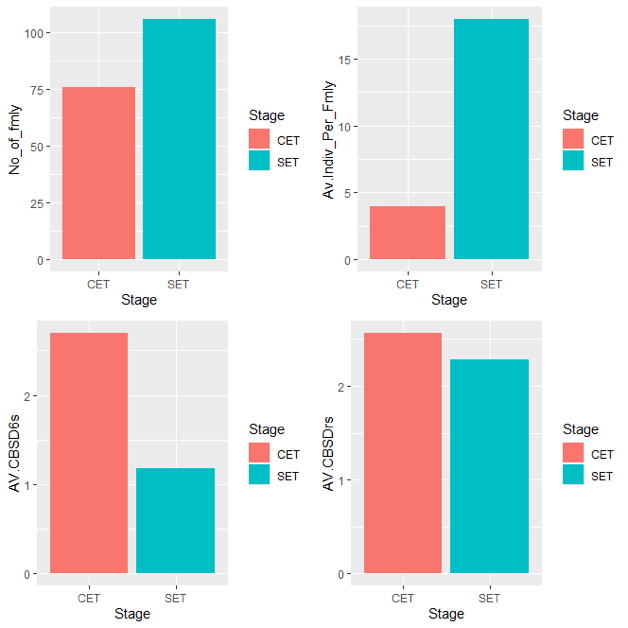 No_of_fmly
100
75
50
25
0
CET
SET
Stage
Stage
CET
SET
Av.Indiv_Per_Fmly
15
10
5
0
CET
SET
Stage
Stage
CET
SET
AV.CBSD6s
2
1
0
CET
SET
Stage
Stage
CET
SET
AV.CBSDrs
2
1
0
CET
SET
Stage
Stage
CET
SET